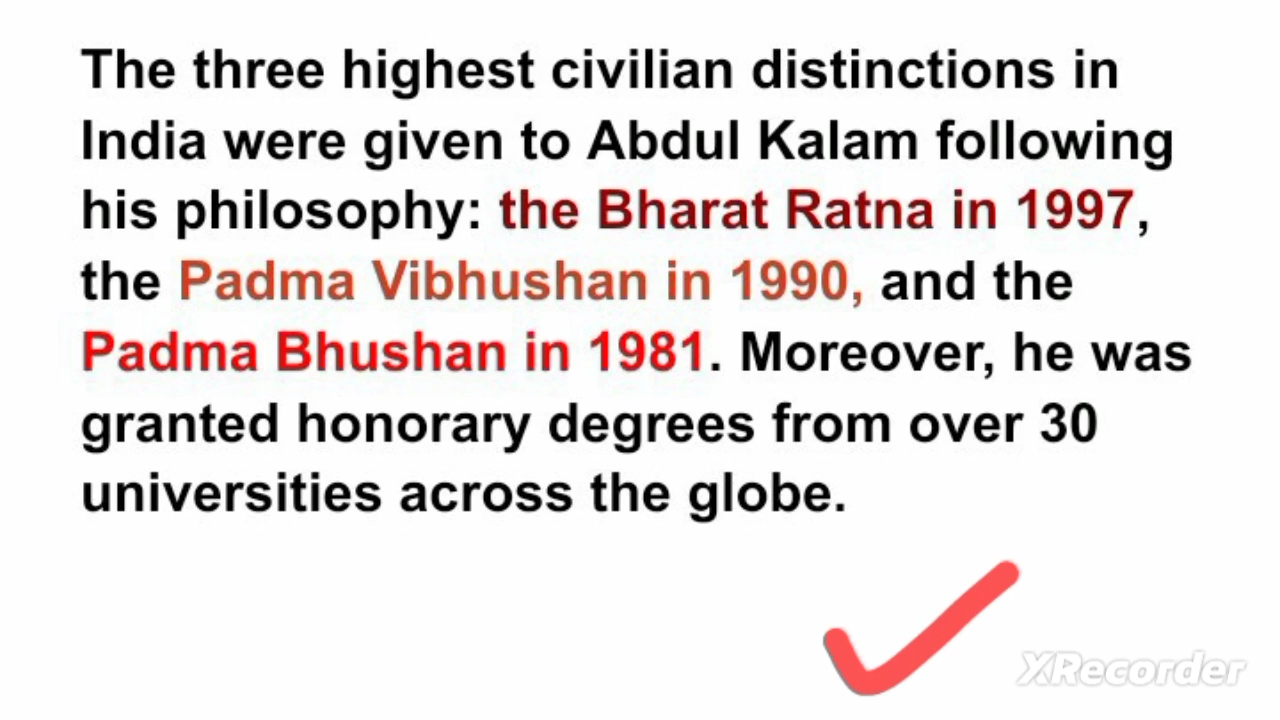 The three highest civilian distinctions in
India were given to Abdul Kalam following
his philosophy: the Bharat Ratna in 1997,
the Padma Vibhushan in 1990, and the
Padma Bhushan in 1981. Moreover, he was
granted honorary degrees from over 30
universities across the globe.
XRecorder